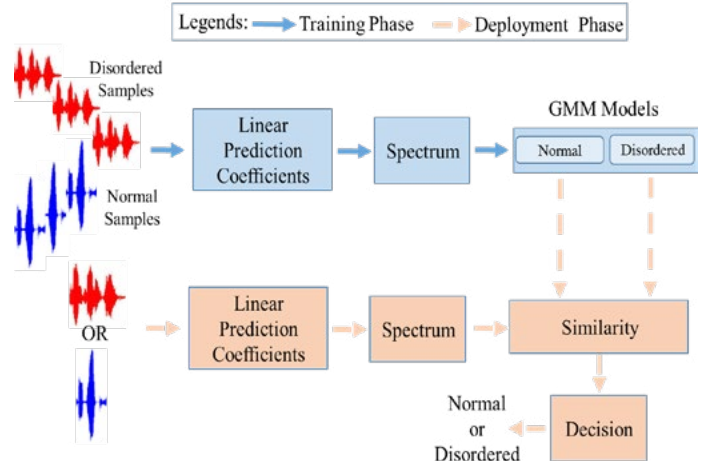 Legends: Training Phase Deployment Phase
Disordered
Samples
GMM Models
Linear
Prediction
Coefficients
Spectrum
Normal
Disordered
Normal
Samples
OR
Linear
Prediction
Coefficients
Spectrum
Similarity
Decision
Normal
or
Disordered